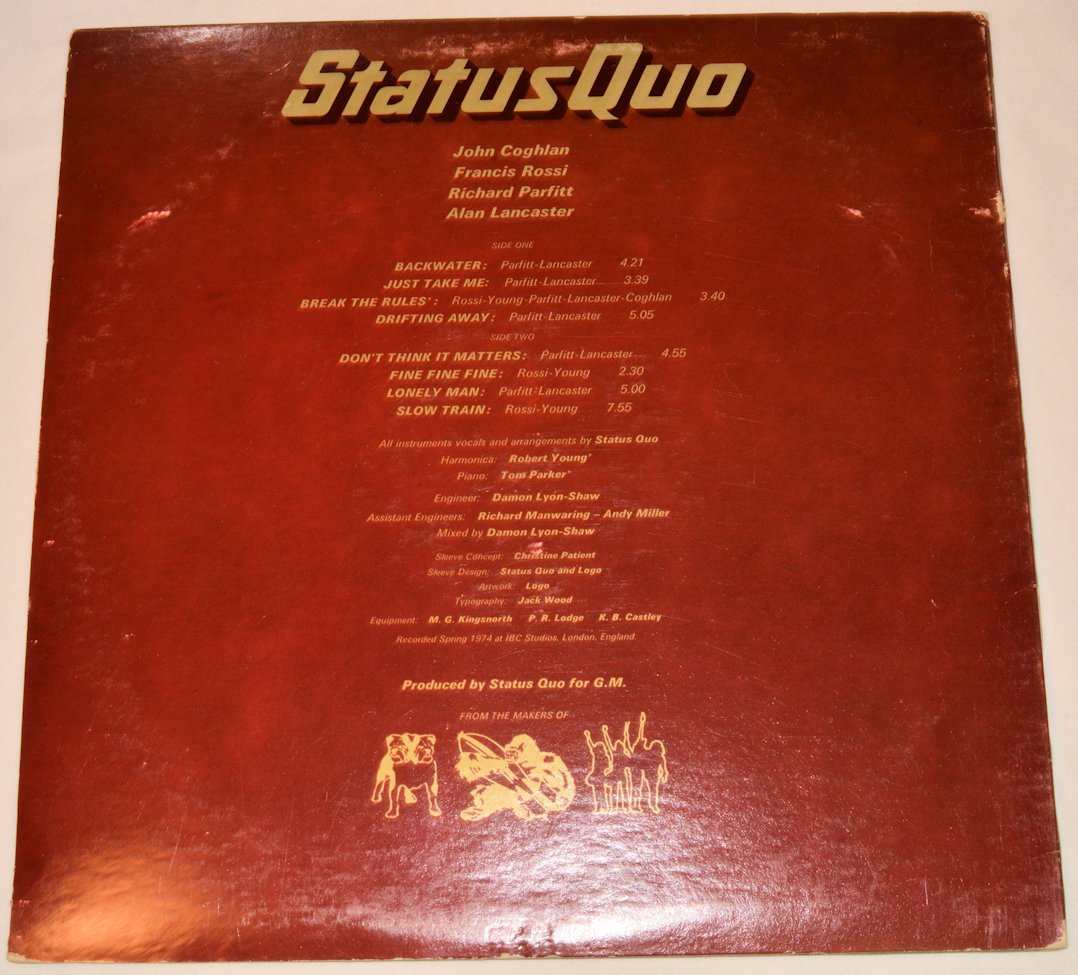 Status Quo
John Coghlan
Francis Rossi
Richard Parfitt
Alan Lancaster
SIDE ONE
BACKWATER: Parfitt-Lancaster 4.21
JUST TAKE ME: Parfitt-Lancaster 3.39
BREAK THE RULES*: Rossi-Young-Parfitt-Lancaster-Coghlan 3.40
DRIFTING AWAY: Parfitt-Lancaster 5.05
SIDE TWO
DON'T THINK IT MATTERS: Parfitt-Lancaster 4.55
FINE FINE FINE: Rossi-Young 2.30
LONELY MAN: Parfitt-Lancaster 5.00
SLOW TRAIN: Rossi-Young 7.55
All instruments vocals and arrangements by Status Quo
Harmonica: Robert Young*
Piano: Tom Parker*
Engineer: Damon Lyon-Shaw
Assistant Engineers: Richard Manwaring – Andy Miller
Mixed by Damon Lyon-Shaw
Sleeve Concept: Christine Patient
Sleeve Design: Status Quo and Logo
Artwork: Logo
Typography: Jack Wood
Equipment: M. G. Kingsnorth P. R. Lodge K. B. Castley
Recorded Spring 1974 at IBC Studios, London, England
Produced by Status Quo for G.M.
FROM THE MAKERS OF